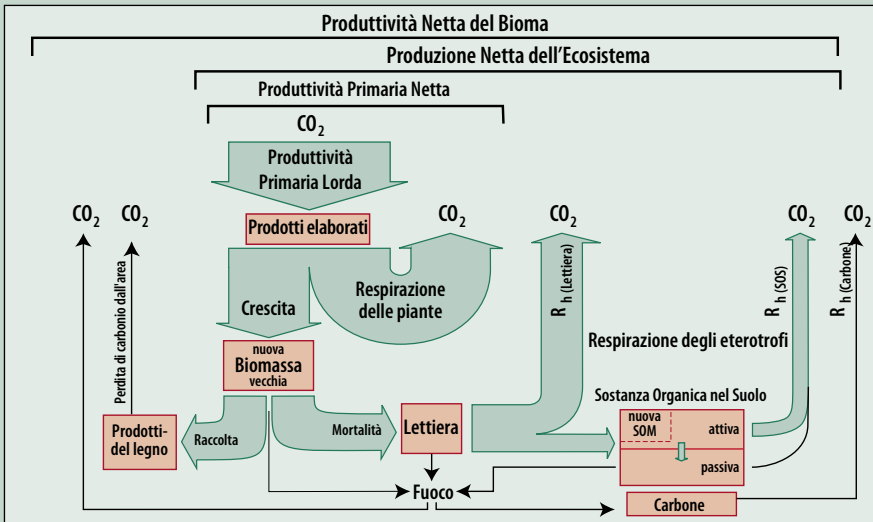 Produttività Netta del Bioma
Produzione Netta dell'Ecosistema
Produttività Primaria Netta
CO2
Produttività
Primaria Lorda
CO2
CO2
Prodotti elaborati
CO2
CO2
CO2
CO2
Perdita di carbonio dall'area
Crescita
Respirazione
delle piante
R h (Lettiera)
R h (SOS)
R h (Carbone)
Respirazione degli eterotrofi
nuova
Biomassa
vecchia
Sostanza Organica nel Suolo
Prodotti-
del legno
Raccolta
Mortalità
Lettiera
nuova
SOM
attiva
passiva
Fuoco
Carbone